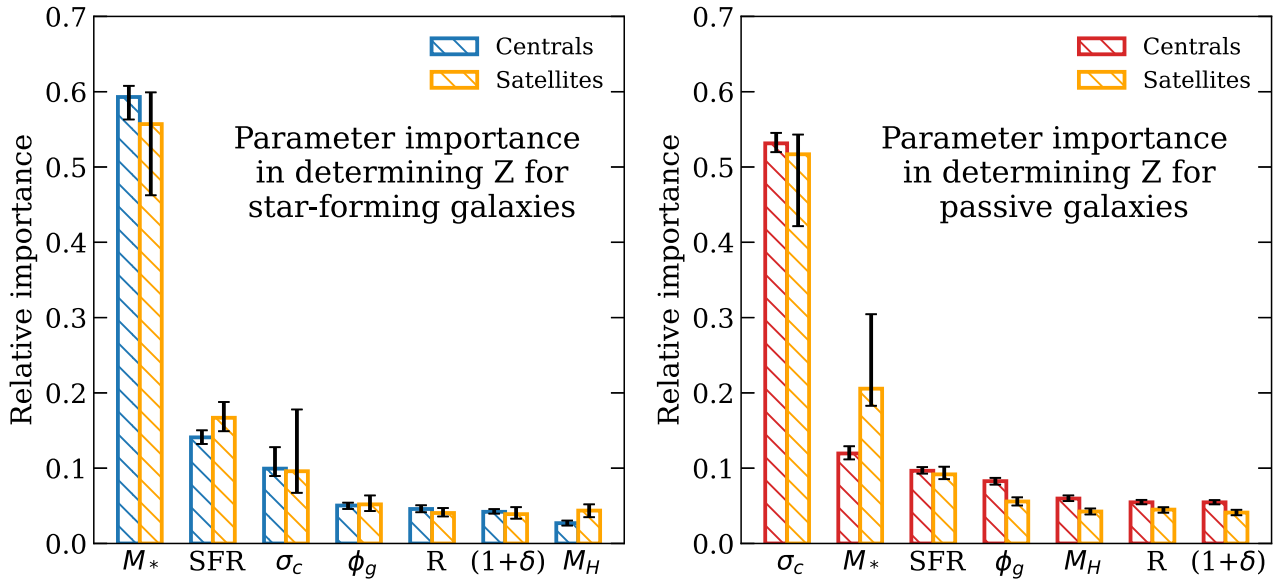 0.7
0.6
0.5
0.4
0.3
0.2
0.1
0.0
Relative importance
Centrals
Satellites
Parameter importance
in determining Z for
star-forming galaxies
M* SFR σc ϕg R (1+δ) MH
0.7
0.6
0.5
0.4
0.3
0.2
0.1
0.0
Relative importance
Centrals
Satellites
Parameter importance
in determining Z for
passive galaxies
σc M* SFR ϕg MH R (1+δ)